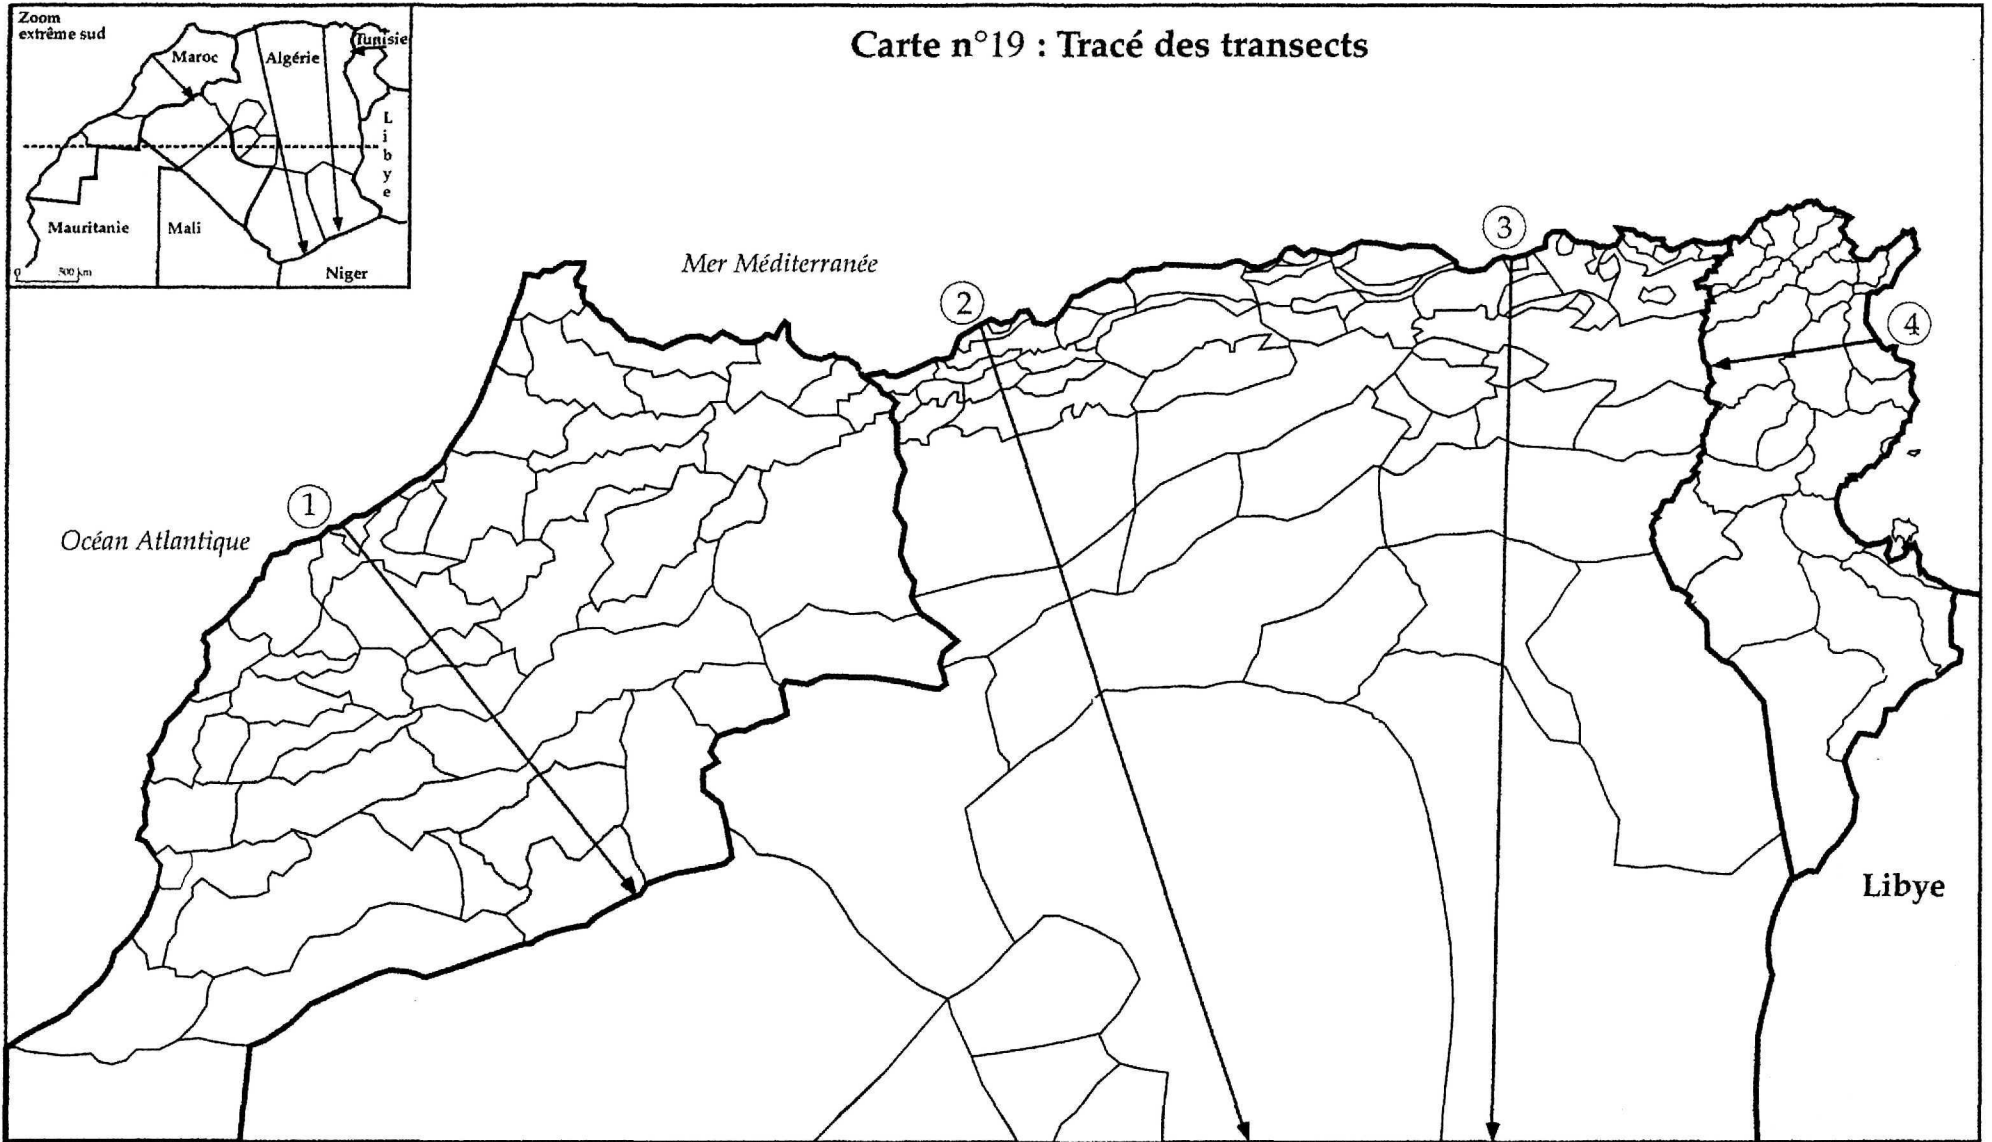 Zoom
extrême sud
Maroc
Algérie
Tunisie
Libye
Mauritanie
Mali
Niger
0 500 km
Carte n°19 : Tracé des transects
Mer Méditerranée
Océan Atlantique
1
2
3
4
Libye